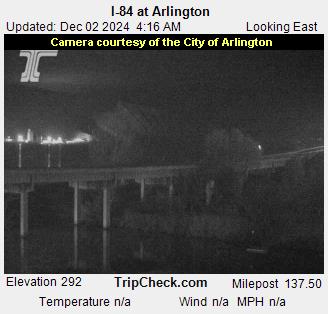 I-84 at Arlington
Updated: Dec 02 2024 4:16 AM Looking East
Camera courtesy of the City of Arlington
Elevation 292 TripCheck.com Milepost 137.50
Temperature n/a Wind n/a MPH n/a